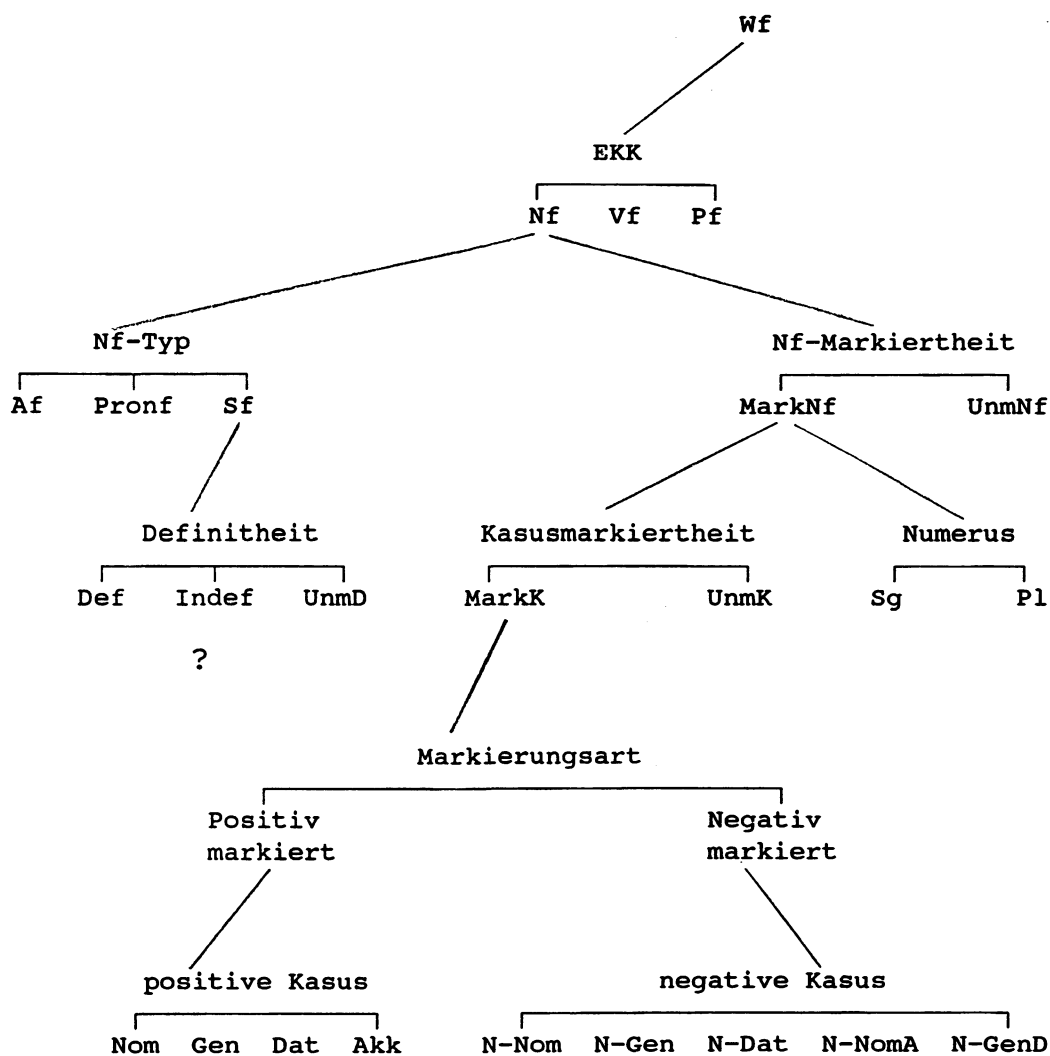 Wf
EKK
Nf Vf Pf
Nf-Typ Nf-Markiertheit
Af Pronf Sf MarkNf UnmNf
Definitheit Kasusmarkiertheit Numerus
Def Indef UnmD MarkK UnmK Sg Pl
?
Markierungsart
Positiv Negativ
markiert markiert
positive Kasus negative Kasus
Nom Gen Dat Akk N-Nom N-Gen N-Dat N-NomA N-GenD